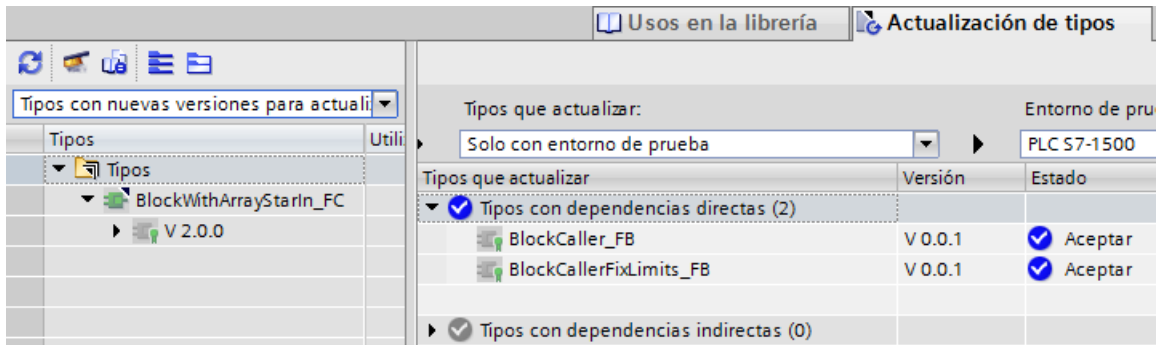 Usos en la librería Actualización de tipos
Tipos con nuevas versiones para actuali
Tipos que actualizar: Entorno de pru
Tipos Utili
Solo con entorno de prueba PLC S7-1500
Tipos Tipos que actualizar Versión Estado
BlockWithArrayStarIn_FC Tipos con dependencias directas (2)
V 2.0.0 BlockCaller_FB V 0.0.1 Aceptar
BlockCallerFixLimits_FB V 0.0.1 Aceptar
Tipos con dependencias indirectas (0)